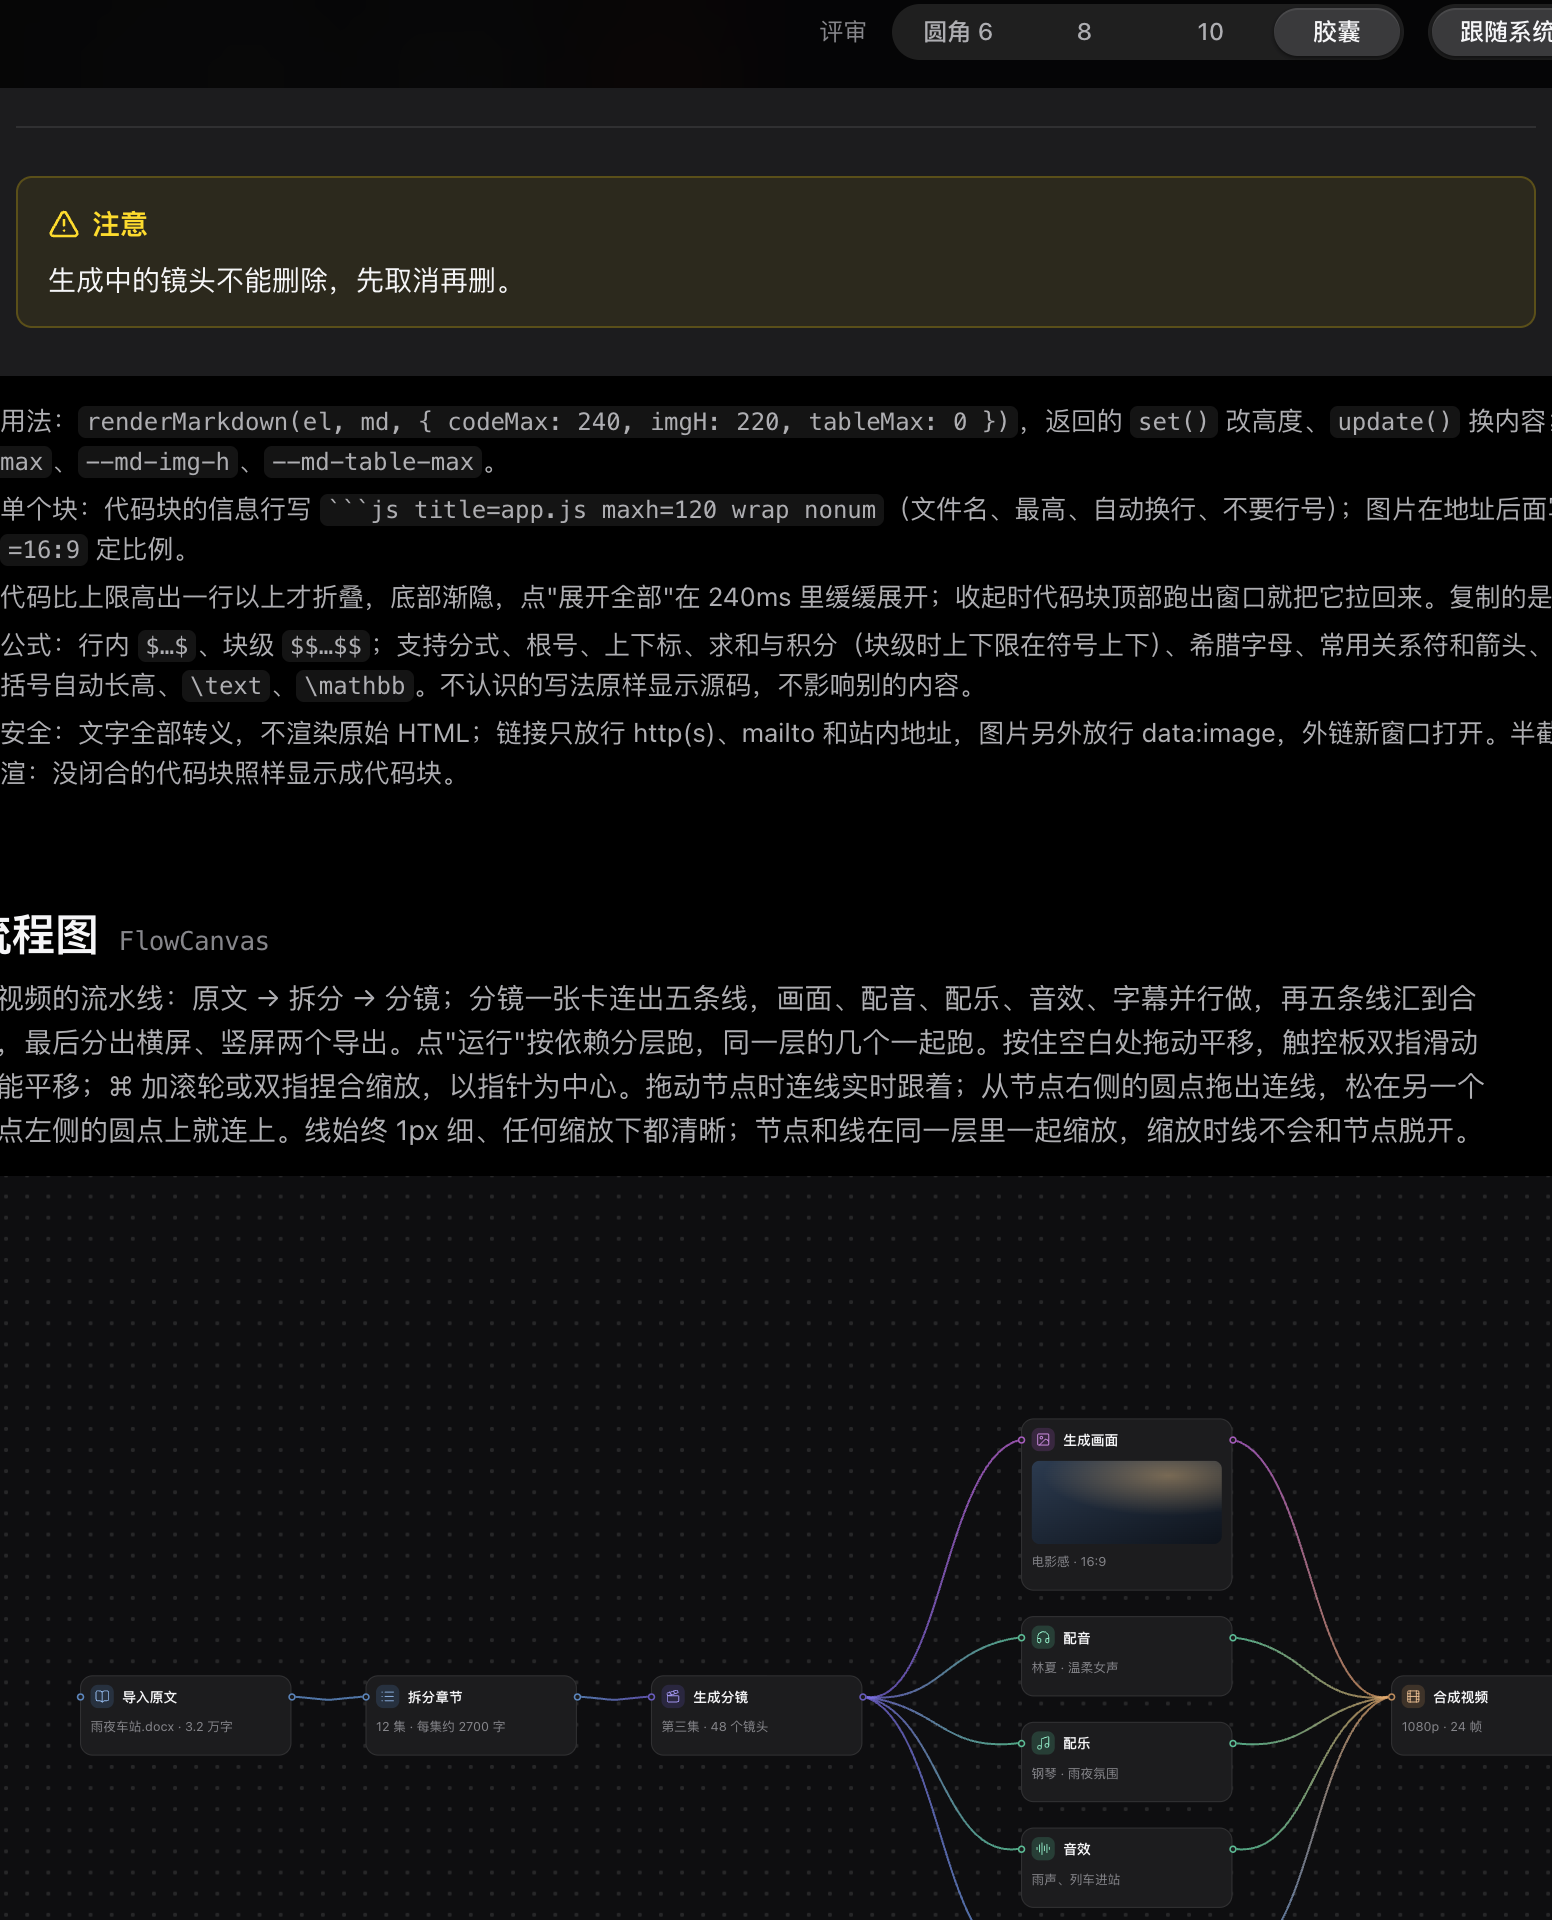 评审 圆角 6 8 10 胶囊 跟随系统
注意
生成中的镜头不能删除，先取消再删。
用法：renderMarkdown(el, md, { codeMax: 240, imgH: 220, tableMax: 0 })，返回的 set() 改高度、update() 换内容；
max、--md-img-h、--md-table-max。
单个块：代码块的信息行写 ```js title=app.js maxh=120 wrap nonum（文件名、最高、自动换行、不要行号）；图片在地址后面
=16:9 定比例。
代码比上限高出一行以上才折叠，底部渐隐，点"展开全部"在 240ms 里缓缓展开；收起时代码块顶部跑出窗口就把它拉回来。复制的是
公式：行内 $…$、块级 $$…$$；支持分式、根号、上下标、求和与积分（块级时上下限在符号上下）、希腊字母、常用关系符和箭头、
括号自动长高、\text、\mathbb。不认识的写法原样显示源码，不影响别的内容。
安全：文字全部转义，不渲染原始 HTML；链接只放行 http(s)、mailto 和站内地址，图片另外放行 data:image，外链新窗口打开。半截
渲：没闭合的代码块照样显示成代码块。
流程图 FlowCanvas
视频的流水线：原文 → 拆分 → 分镜；分镜一张卡连出五条线，画面、配音、配乐、音效、字幕并行做，再五条线汇到合
，最后分出横屏、竖屏两个导出。点"运行"按依赖分层跑，同一层的几个一起跑。按住空白处拖动平移，触控板双指滑动
能平移；⌘ 加滚轮或双指捏合缩放，以指针为中心。拖动节点时连线实时跟着；从节点右侧的圆点拖出连线，松在另一个
点左侧的圆点上就连上。线始终 1px 细、任何缩放下都清晰；节点和线在同一层里一起缩放，缩放时线不会和节点脱开。
生成画面
电影感 · 16:9
配音
林夏 · 温柔女声
导入原文
雨夜车站.docx · 3.2 万字
拆分章节
12 集 · 每集约 2700 字
生成分镜
第三集 · 48 个镜头
合成视频
1080p · 24 帧
配乐
钢琴 · 雨夜氛围
音效
雨声、列车进站